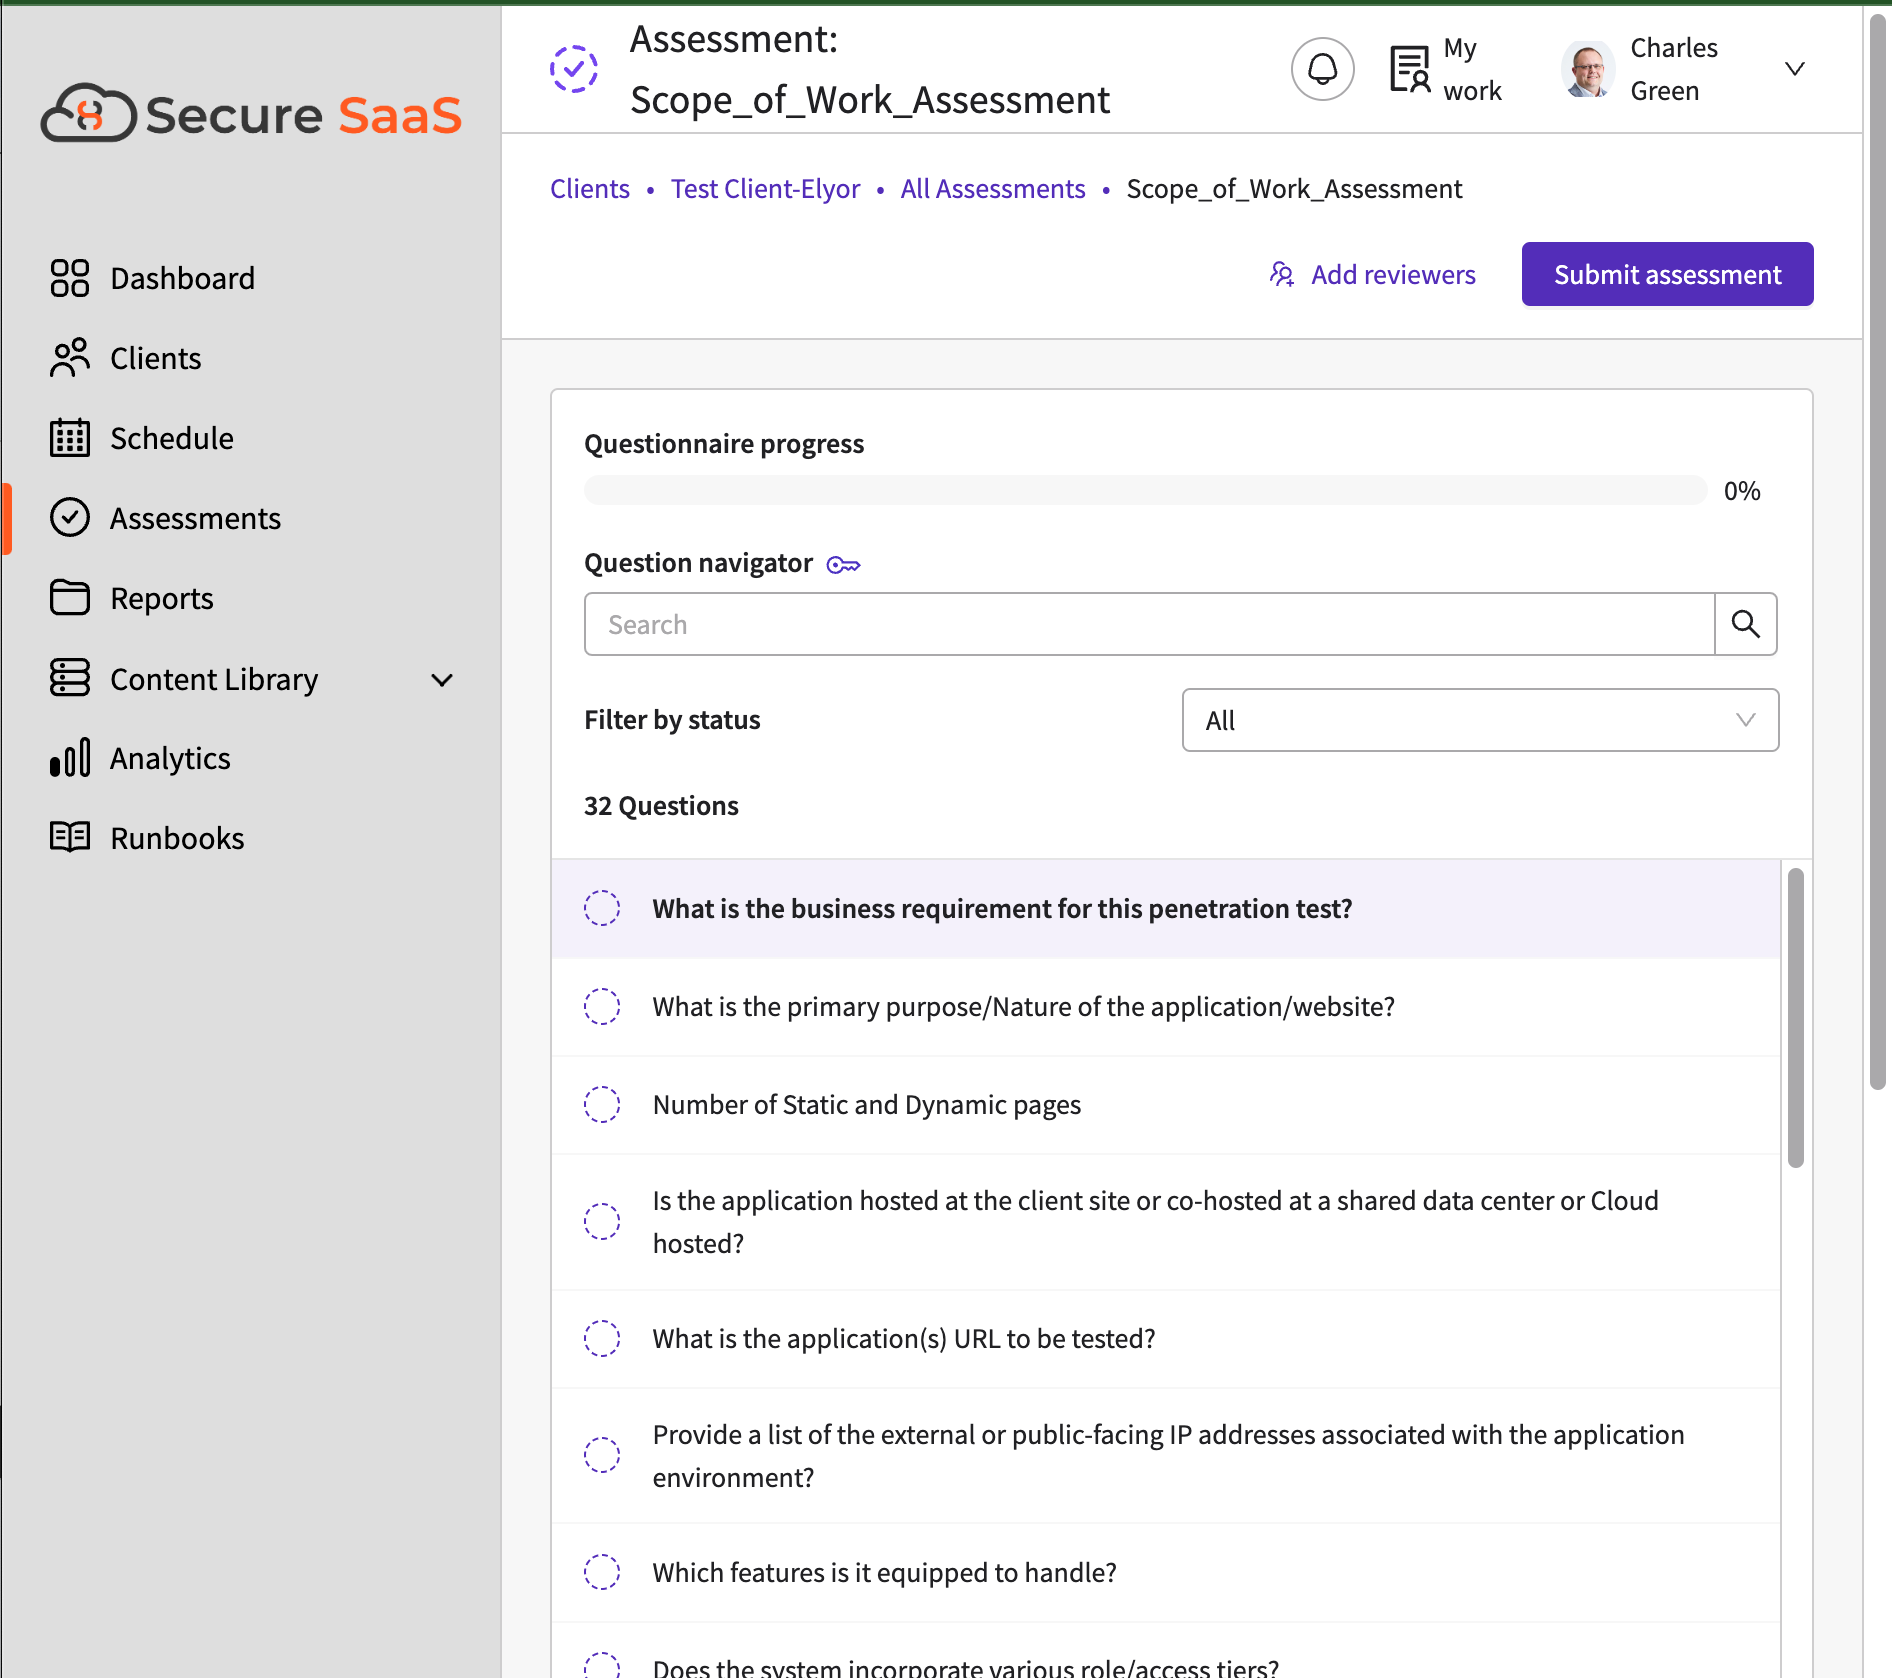 Secure SaaS
Dashboard
Clients
Schedule
Assessments
Reports
Content Library
Analytics
Runbooks
Assessment:
Scope_of_Work_Assessment
My
work
Charles
Green
Clients • Test Client-Elyor • All Assessments • Scope_of_Work_Assessment
Add reviewers
Submit assessment
Questionnaire progress
0%
Question navigator
Search
Filter by status
All
32 Questions
What is the business requirement for this penetration test?
What is the primary purpose/Nature of the application/website?
Number of Static and Dynamic pages
Is the application hosted at the client site or co-hosted at a shared data center or Cloud
hosted?
What is the application(s) URL to be tested?
Provide a list of the external or public-facing IP addresses associated with the application
environment?
Which features is it equipped to handle?
Does the system incorporate various role/access tiers?